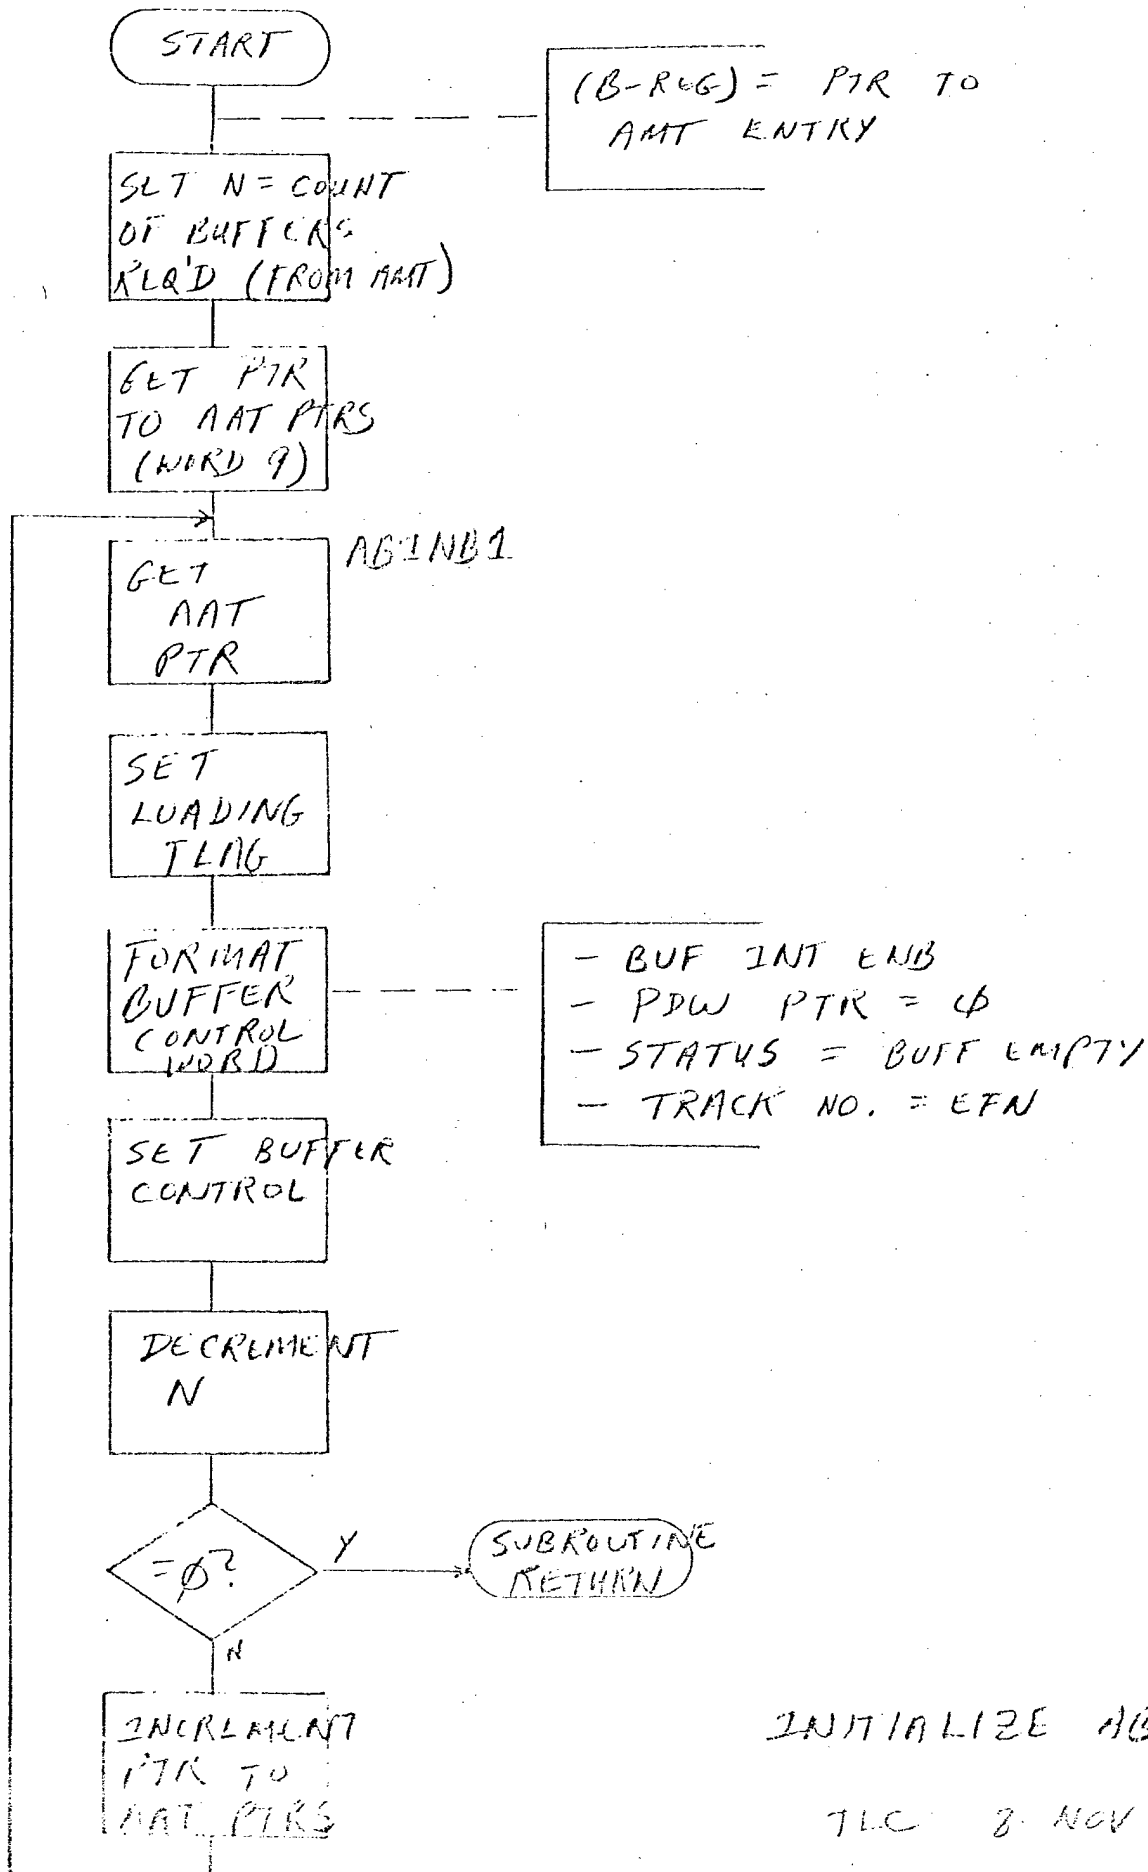 START
(B-REG) = PTR TO
AMT ENTRY
SET N = COUNT
OF BUFFERS
REQ'D (FROM AMT)
GET PTR
TO AAT PTRS
(WORD 9)
ABINB1
GET
AAT
PTR
SET
LOADING
FLAG
FORMAT
BUFFER
CONTROL
WORD
- BUF INT ENB
- PDW PTR = φ
- STATUS = BUFF EMPTY
- TRACK NO. = EFN
SET BUFFER
CONTROL
DECREMENT
N
= φ?
Y
SUBROUTINE
RETURN
N
INCREMENT
PTR TO
AAT PTRS
INITIALIZE AB
TLC 8 NOV